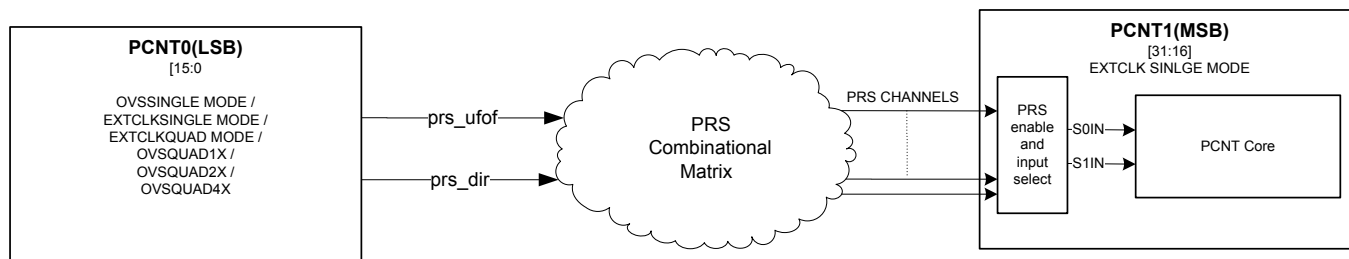 PCNT0(LSB)
[15:0
OVSSINGLE MODE /
EXTCLKSINGLE MODE /
EXTCLKQUAD MODE /
OVSQUAD1X /
OVSQUAD2X /
OVSQUAD4X
prs_ufof
prs_dir
PRS
Combinational
Matrix
PRS CHANNELS
PCNT1(MSB)
[31:16]
EXTCLK SINLGE MODE
PRS
enable
and
input
select
S0IN
S1IN
PCNT Core